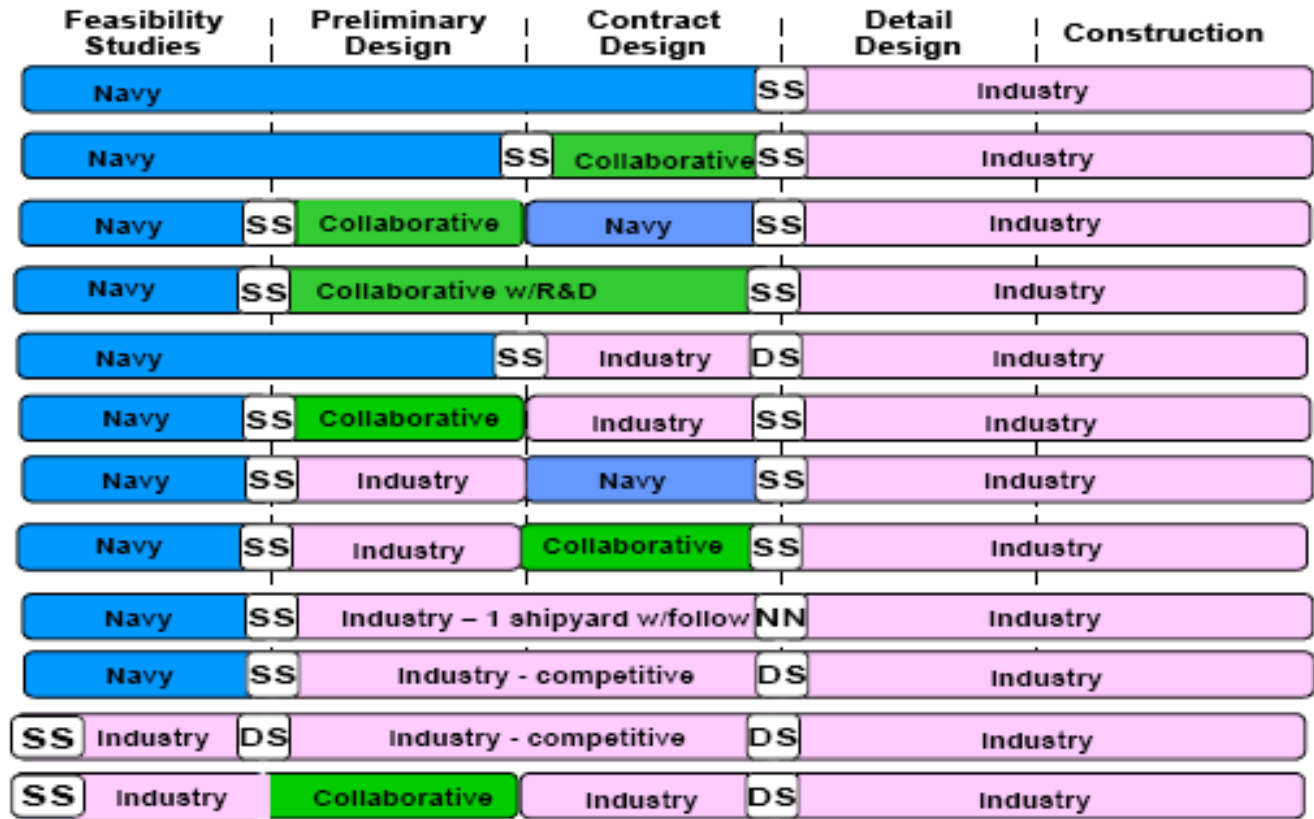 Feasibility Studies Preliminary Design Contract Design Detail Design Construction
Navy SS Industry
Navy SS Collaborative SS Industry
Navy SS Collaborative Navy SS Industry
Navy SS Collaborative w/R&D SS Industry
Navy SS Industry DS Industry
Navy SS Collaborative Industry SS Industry
Navy SS Industry Navy SS Industry
Navy SS Industry Collaborative SS Industry
Navy SS Industry – 1 shipyard w/follow NN Industry
Navy SS Industry - competitive DS Industry
SS Industry DS Industry - competitive DS Industry
SS Industry Collaborative Industry DS Industry